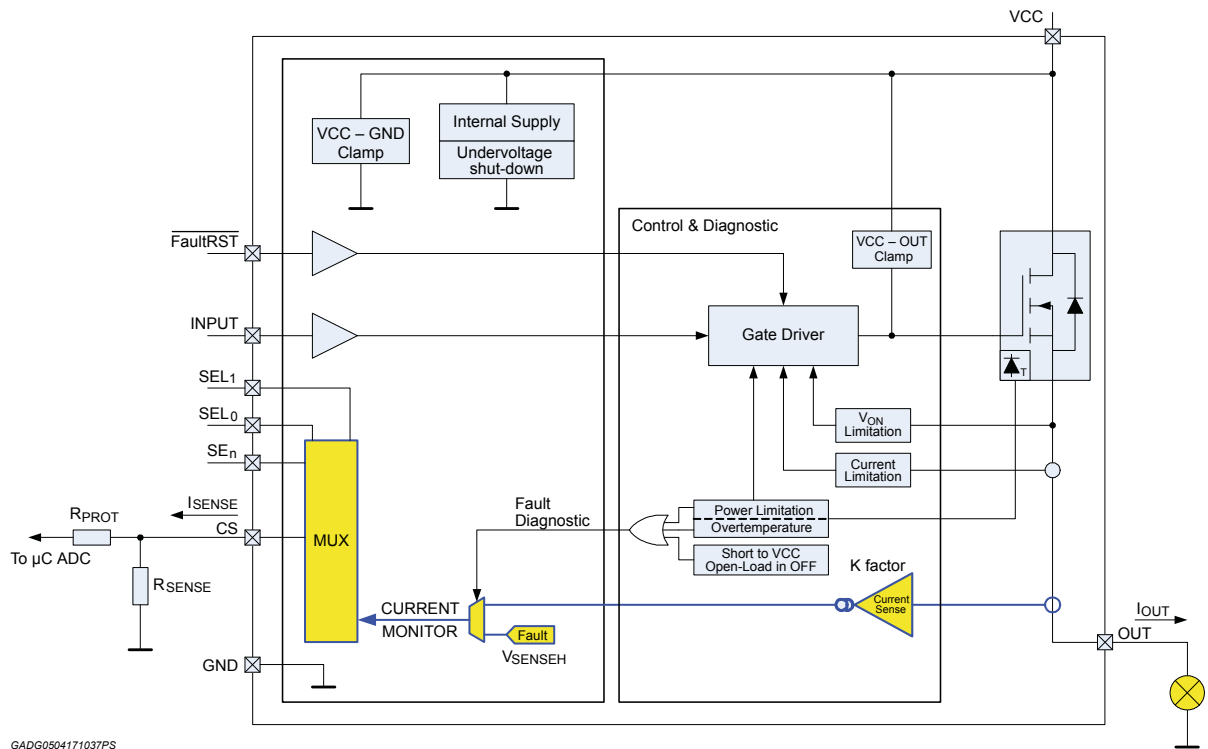 VCC
VCC – GND
Clamp
Internal Supply
Undervoltage
shut-down
Control & Diagnostic
VCC – OUT
Clamp
FaultRST
INPUT
Gate Driver
T
SEL1
SEL0
SEn
VON
Limitation
Current
Limitation
ISENSE
CS
RPROT
To µC ADC
RSENSE
MUX
Fault
Diagnostic
Power Limitation
Overtemperature
Short to VCC
Open-Load in OFF
K factor
Current
Sense
CURRENT
MONITOR
Fault
VSENSEH
IOUT
OUT
GND
GADG0504171037PS